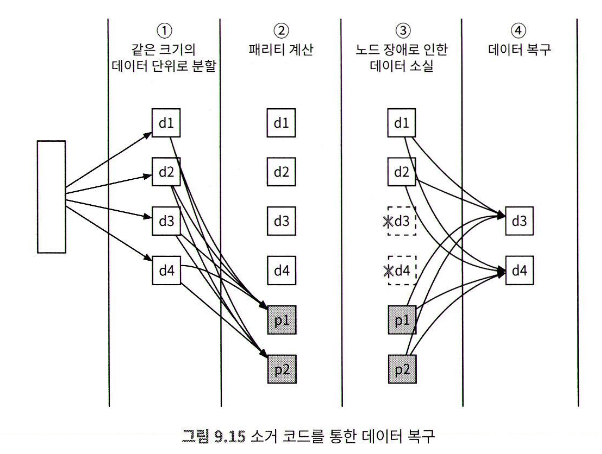 ① ② ③ ④
같은 크기의 데이터 단위로 분할
패리티 계산
노드 장애로 인한 데이터 소실
데이터 복구
d1 d1 d1
d2 d2 d2
d3 d3 d3 d3
d4 d4 d4 d4
p1 p1
p2 p2
그림 9.15 소거 코드를 통한 데이터 복구